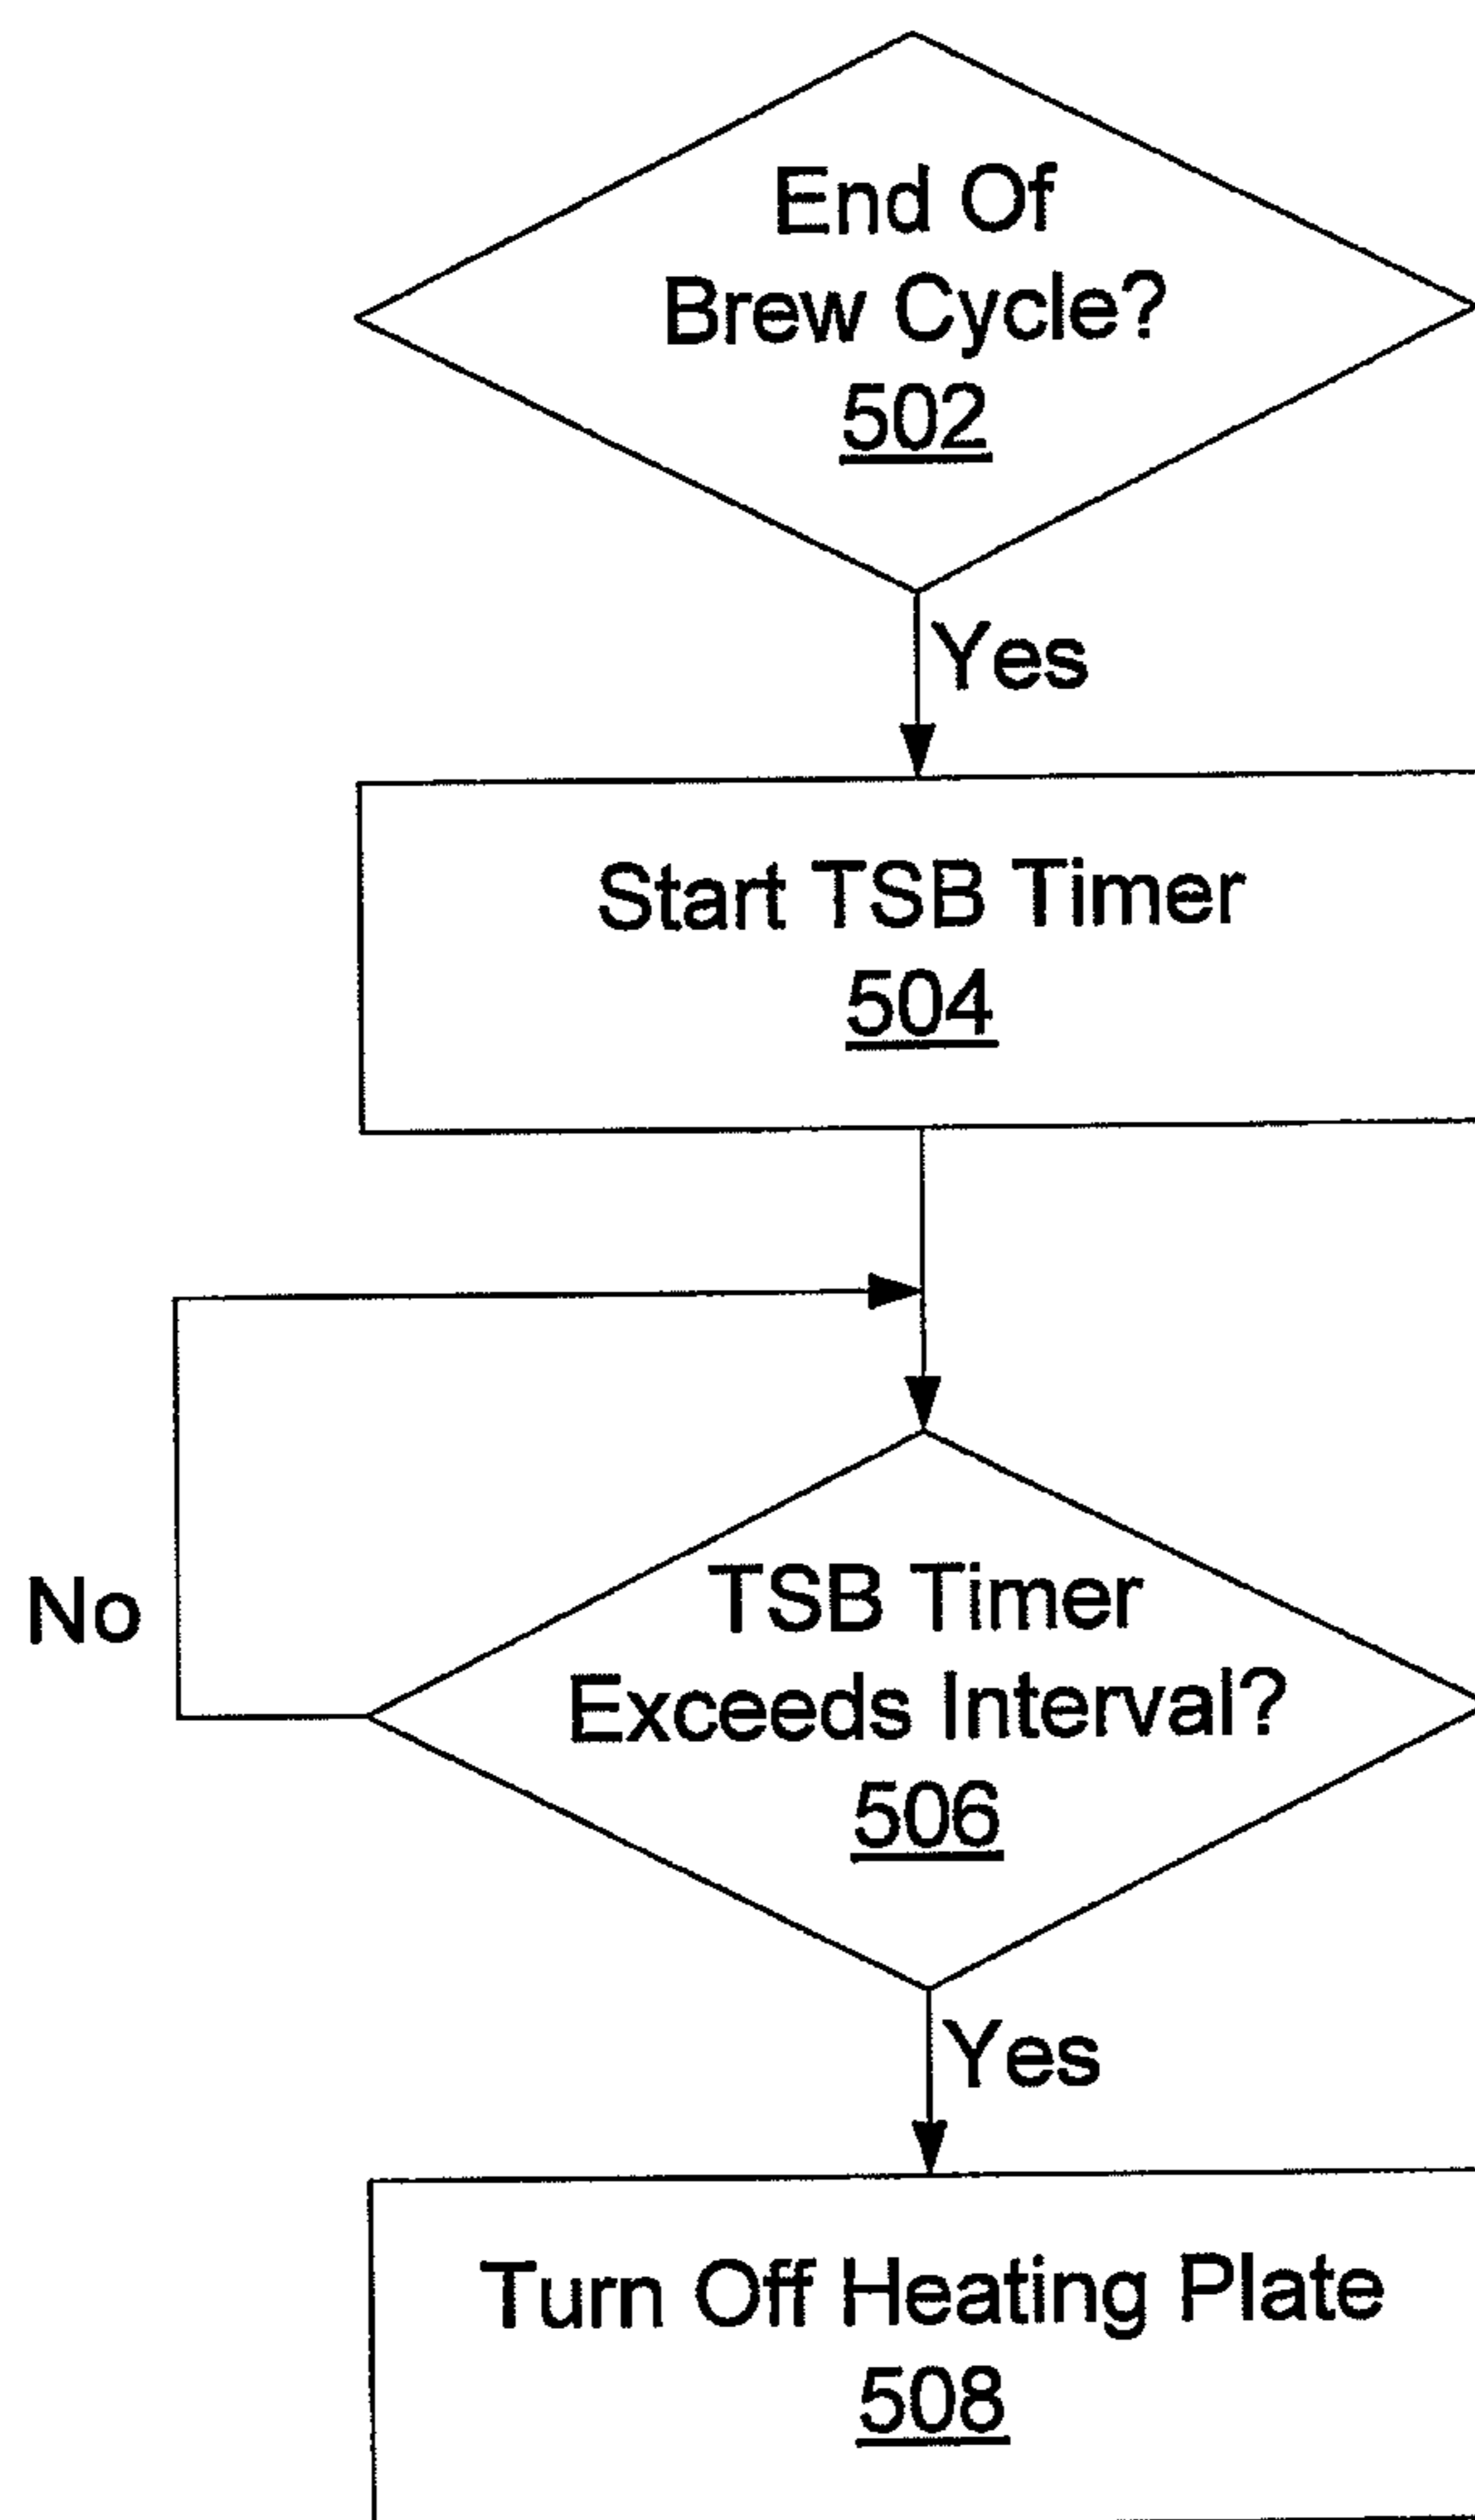 End Of
Brew Cycle?
502
Yes
Start TSB Timer
504
No
TSB Timer
Exceeds Interval?
506
Yes
Turn Off Heating Plate
508